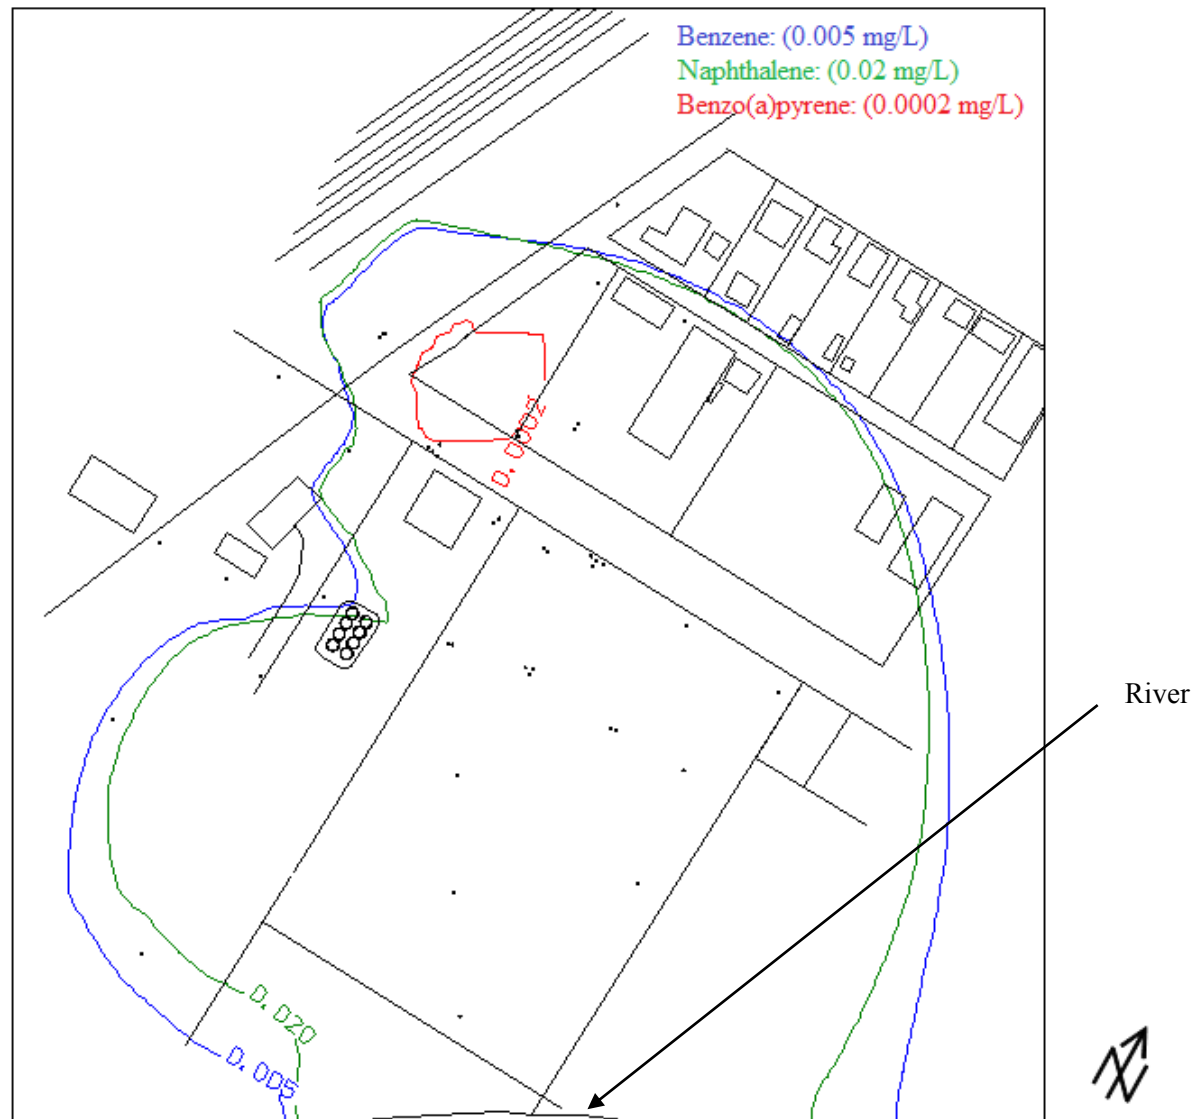 Benzene: (0.005 mg/L)
Naphthalene: (0.02 mg/L)
Benzo(a)pyrene: (0.0002 mg/L)
0.0002
River
0.020
0.005
N